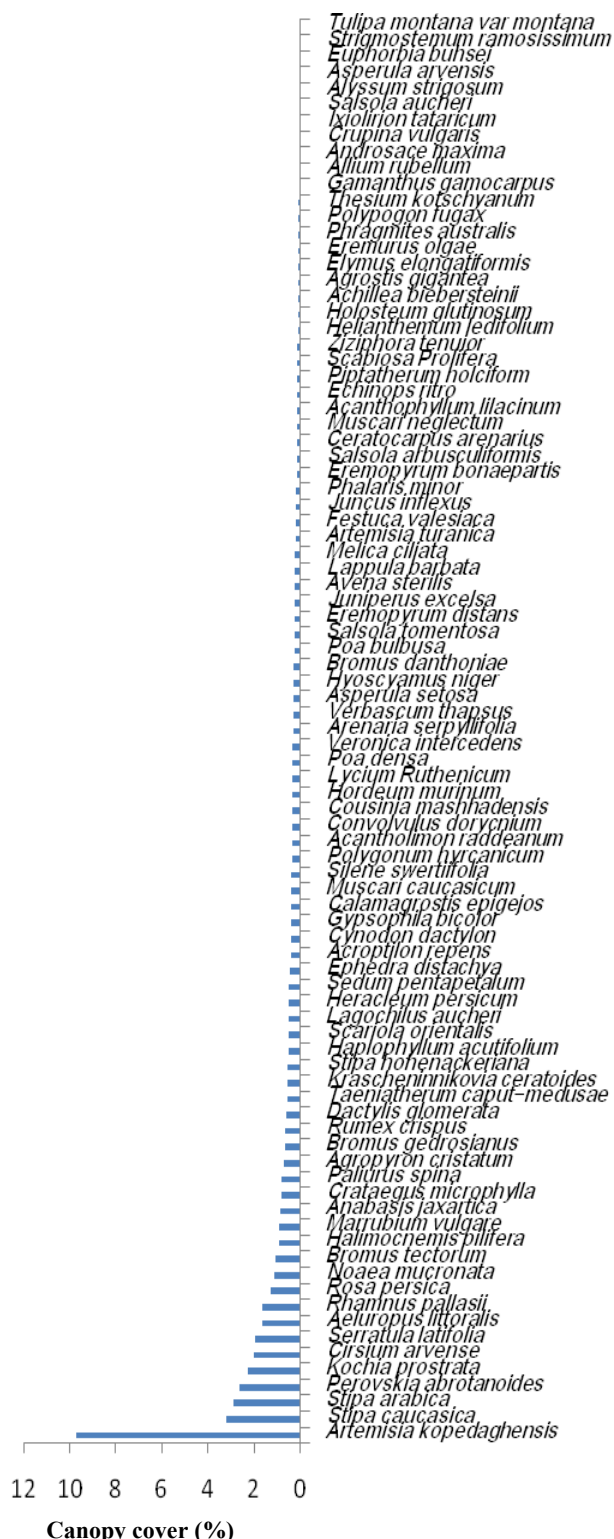 Tulipa montana var montana
Strigmostemum ramosissimum
Euphorbia buhsei
Asperula arvensis
Alyssum strigosum
Salsola aucheri
Ixiolirion tataricum
Crupina vulgaris
Androsace maxima
Allium rubellum
Gamanthus gamocarpus
Thesium kotschyanum
Polypogon fugax
Phragmites australis
Eremurus olgae
Elymus elongatiformis
Agrostis gigantea
Achillea biebersteinii
Holosteum glutinosum
Helianthemum ledifolium
Ziziphora tenuior
Scabiosa Prolifera
Piptatherum holciform
Echinops ritro
Acanthophyllum lilacinum
Muscari neglectum
Ceratocarpus arenarius
Salsola arbusculiformis
Eremopyrum bonaepartis
Phalaris minor
Juncus inflexus
Festuca valesiaca
Artemisia turanica
Melica ciliata
Lappula barbata
Avena sterilis
Juniperus excelsa
Eremopyrum distans
Salsola tomentosa
Poa bulbusa
Bromus danthoniae
Hyoscyamus niger
Asperula setosa
Verbascum thapsus
Arenaria serpyllifolia
Veronica intercedens
Poa densa
Lycium Ruthenicum
Hordeum murinum
Cousinia mashhadensis
Convolvulus dorycnium
Acantholimon raddeanum
Polygonum hyrcanicum
Silene swertiifolia
Muscari caucasicum
Calamagrostis epigejos
Gypsophila bicolor
Cynodon dactylon
Acroptilon repens
Ephedra distachya
Sedum pentapetalum
Heracleum persicum
Lagochilus aucheri
Scariola orientalis
Haplophyllum acutifolium
Stipa hohenackeriana
Krascheninnikovia ceratoides
Taeniatherum caput-medusae
Dactylis glomerata
Rumex crispus
Bromus gedrosianus
Agropyron cristatum
Paliurus spina
Crataegus microphylla
Anabasis jaxartica
Marrubium vulgare
Halimocnemis pilifera
Bromus tectorum
Noaea mucronata
Rosa persica
Rhamnus pallasii
Aeluropus littoralis
Serratula latifolia
Cirsium arvense
Kochia prostrata
Perovskia abrotanoides
Stipa arabica
Stipa caucasica
Artemisia kopedaghensis
12 10 8 6 4 2 0
Canopy cover (%)